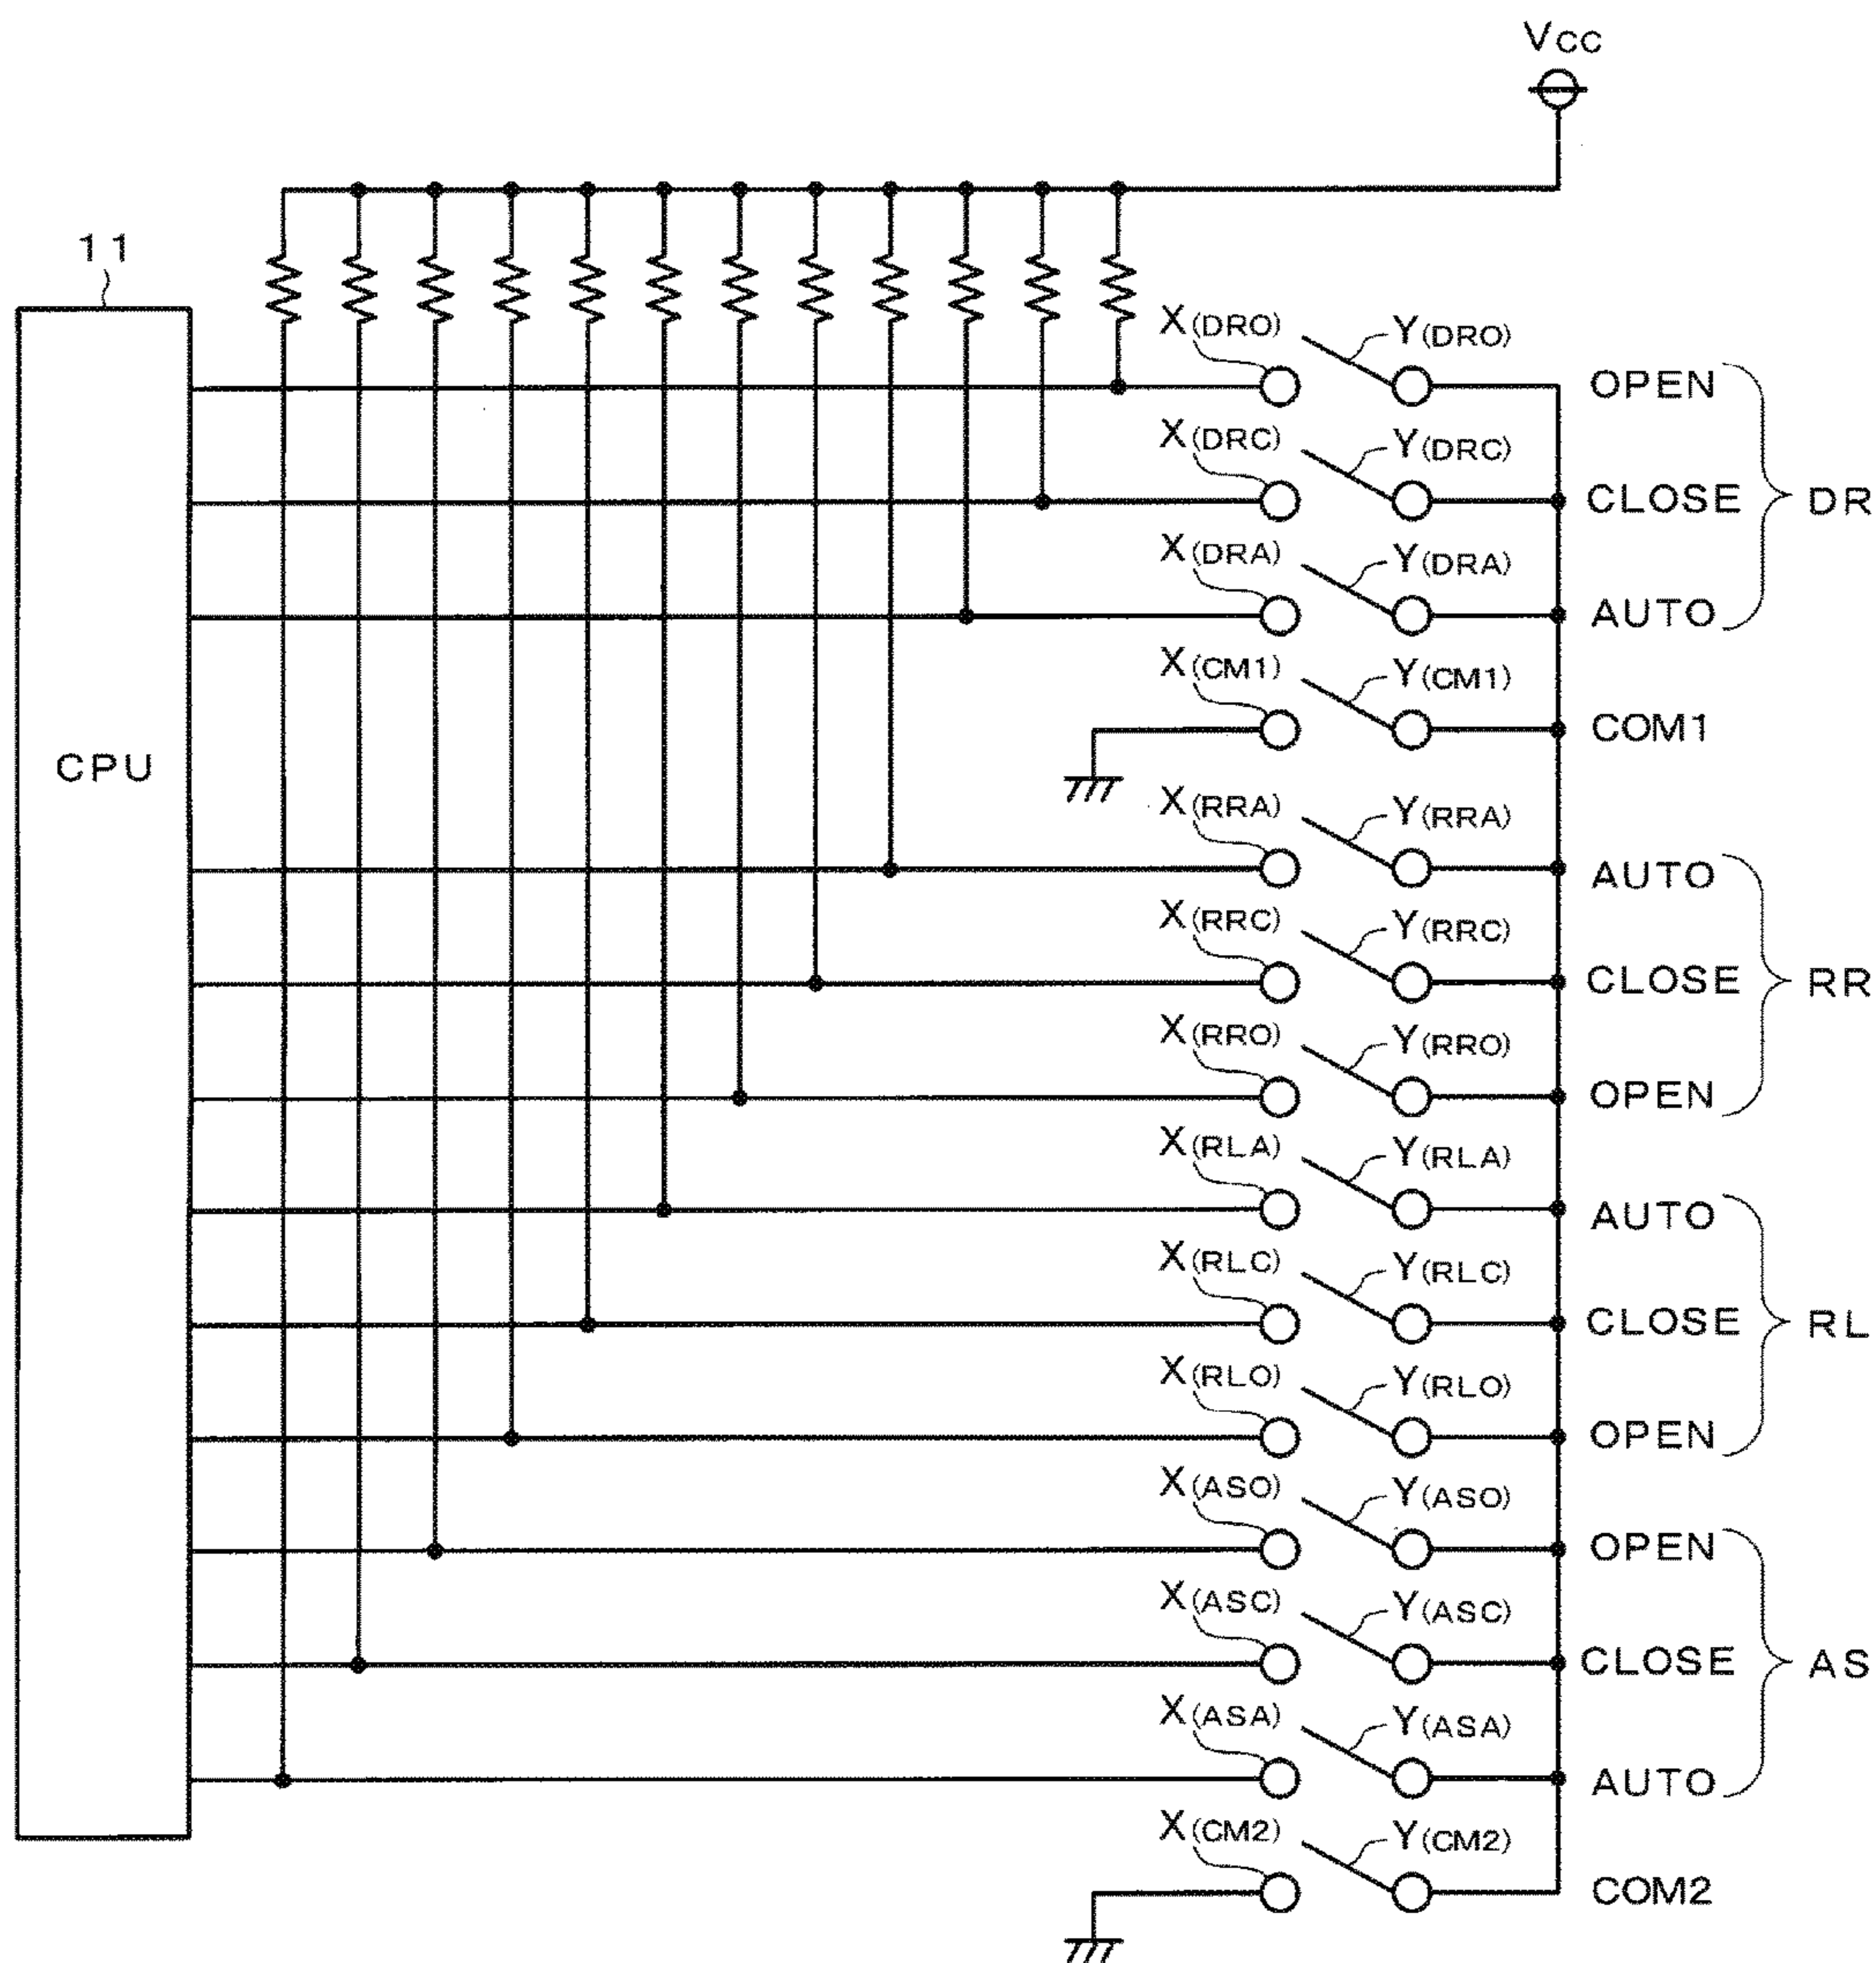 Vcc
11
CPU
X(DRO) Y(DRO) OPEN
X(DRC) Y(DRC) CLOSE DR
X(DRA) Y(DRA) AUTO
X(CM1) Y(CM1) COM1
X(RRA) Y(RRA) AUTO
X(RRC) Y(RRC) CLOSE RR
X(RRO) Y(RRO) OPEN
X(RLA) Y(RLA) AUTO
X(RLC) Y(RLC) CLOSE RL
X(RLO) Y(RLO) OPEN
X(ASO) Y(ASO) OPEN
X(ASC) Y(ASC) CLOSE AS
X(ASA) Y(ASA) AUTO
X(CM2) Y(CM2) COM2